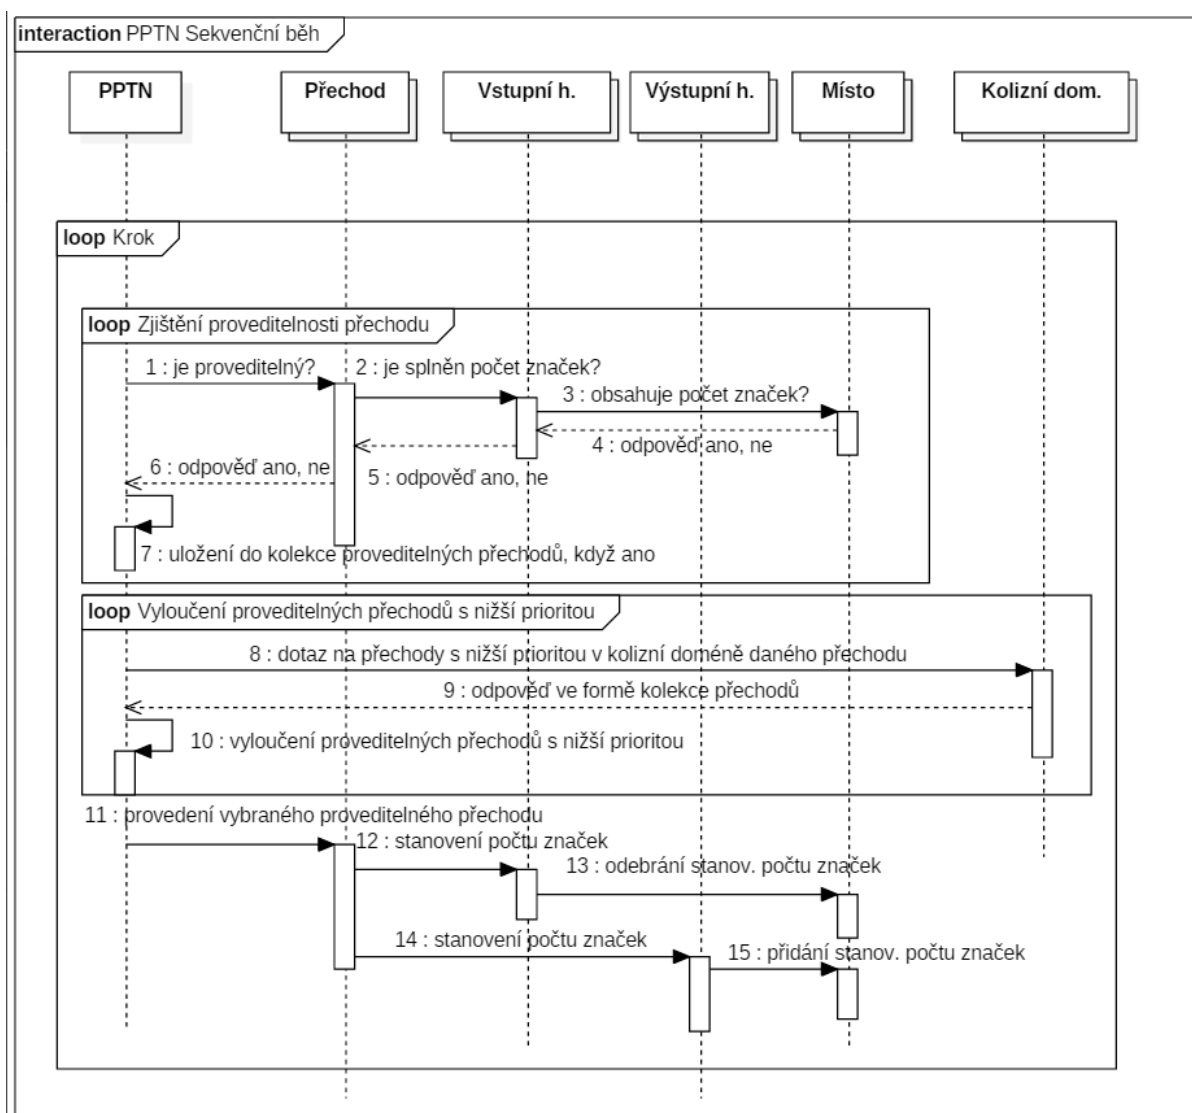 interaction PPTN Sekvenční běh
PPTN
Přechod
Vstupní h.
Výstupní h.
Místo
Kolizní dom.
loop Krok
loop Zjištění proveditelnosti přechodu
1 : je proveditelný?
2 : je splněn počet značek?
3 : obsahuje počet značek?
4 : odpověď ano, ne
5 : odpověď ano, ne
6 : odpověď ano, ne
7 : uložení do kolekce proveditelných přechodů, když ano
loop Vyloučení proveditelných přechodů s nižší prioritou
8 : dotaz na přechody s nižší prioritou v kolizní doméně daného přechodu
9 : odpověď ve formě kolekce přechodů
10 : vyloučení proveditelných přechodů s nižší prioritou
11 : provedení vybraného proveditelného přechodu
12 : stanovení počtu značek
13 : odebrání stanov. počtu značek
14 : stanovení počtu značek
15 : přidání stanov. počtu značek